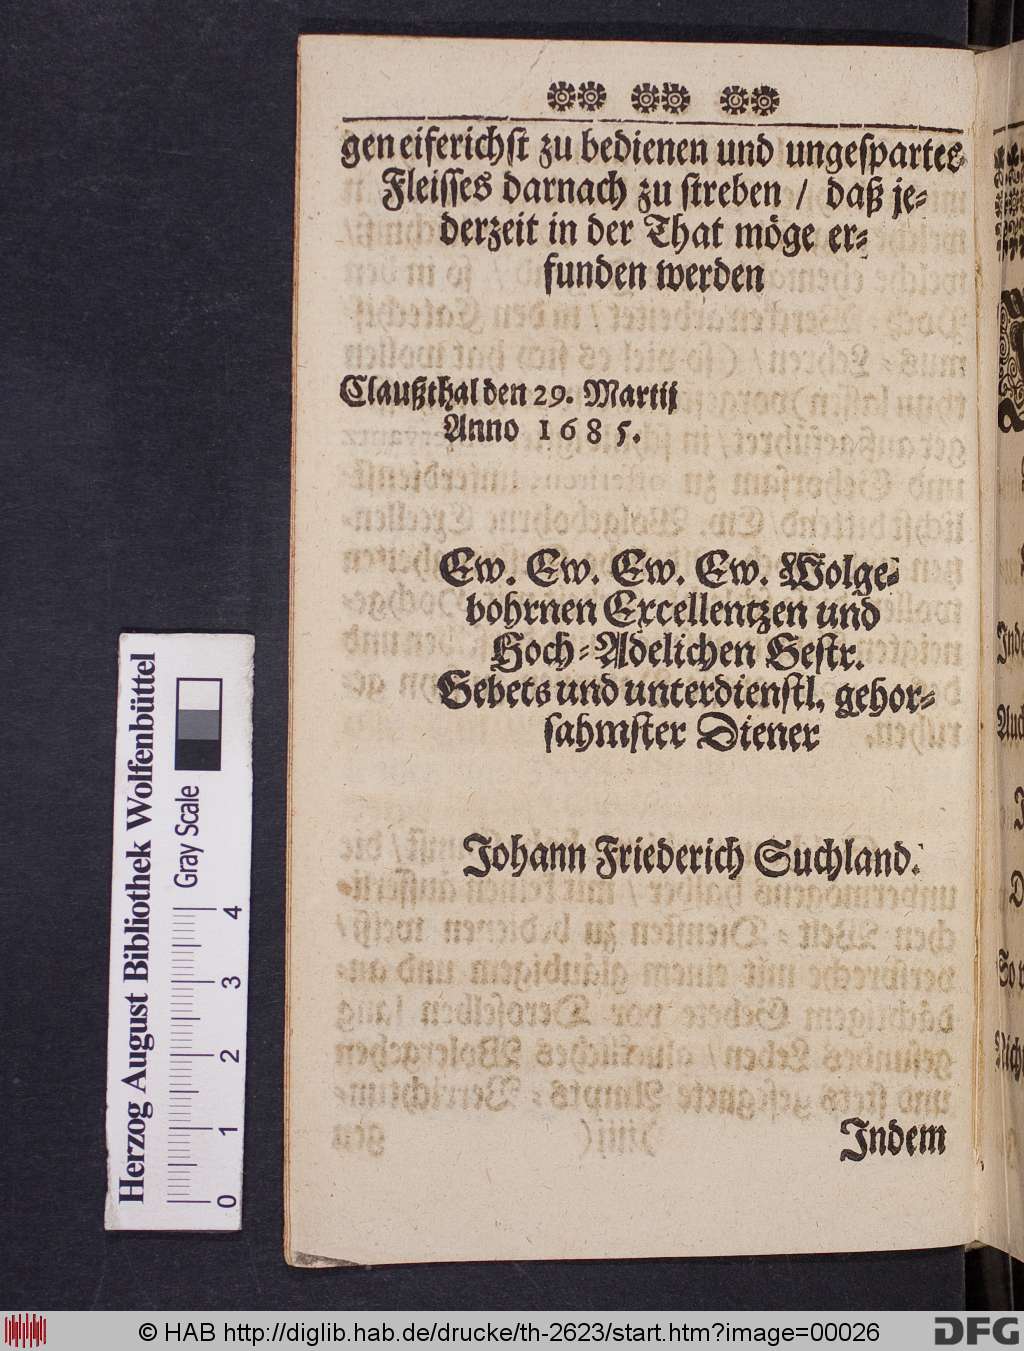 gen eiferichst zu bedienen und ungespartes
Fleisses darnach zu streben / daß je-
derzeit in der That möge er-
funden werden
Claußthal den 29. Martij
Anno 1685.
Ew. Ew. Ew. Ew. Wolge-
bohrnen Excellentzen und
Hoch-Adelichen Gestr.
Gebets und unterdienstl. gehor-
sahmster Diener
Johann Friederich Suchland.
Indem
Herzog August Bibliothek Wolfenbüttel
Gray Scale
0 1 2 3 4
© HAB http://diglib.hab.de/drucke/th-2623/start.htm?image=00026
DFG